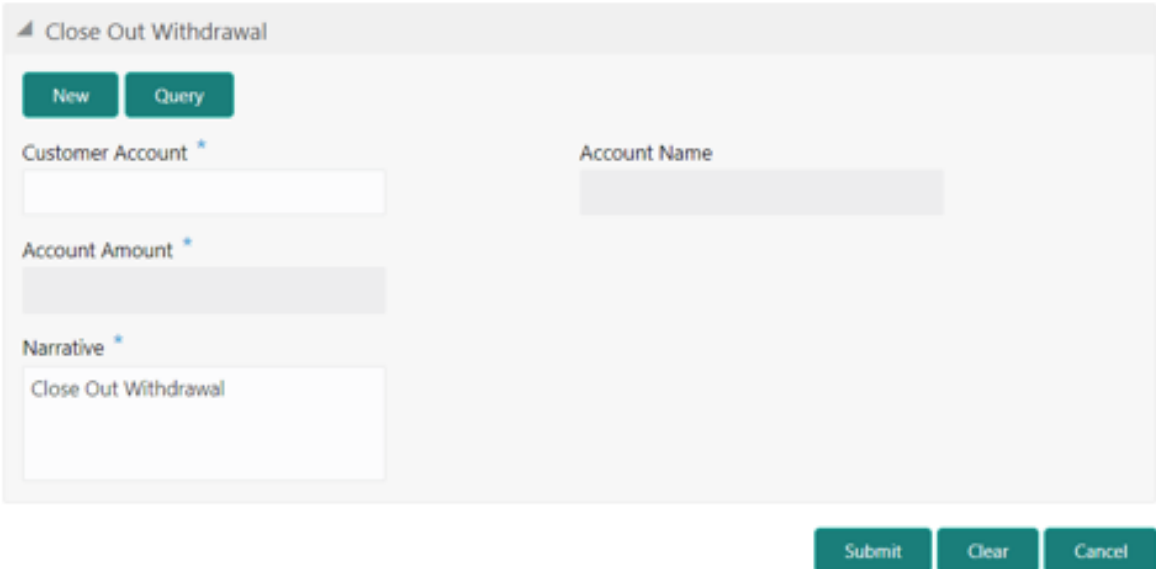 Close Out Withdrawal
New Query
Customer Account * Account Name
Account Amount *
Narrative *
Close Out Withdrawal
Submit Clear Cancel